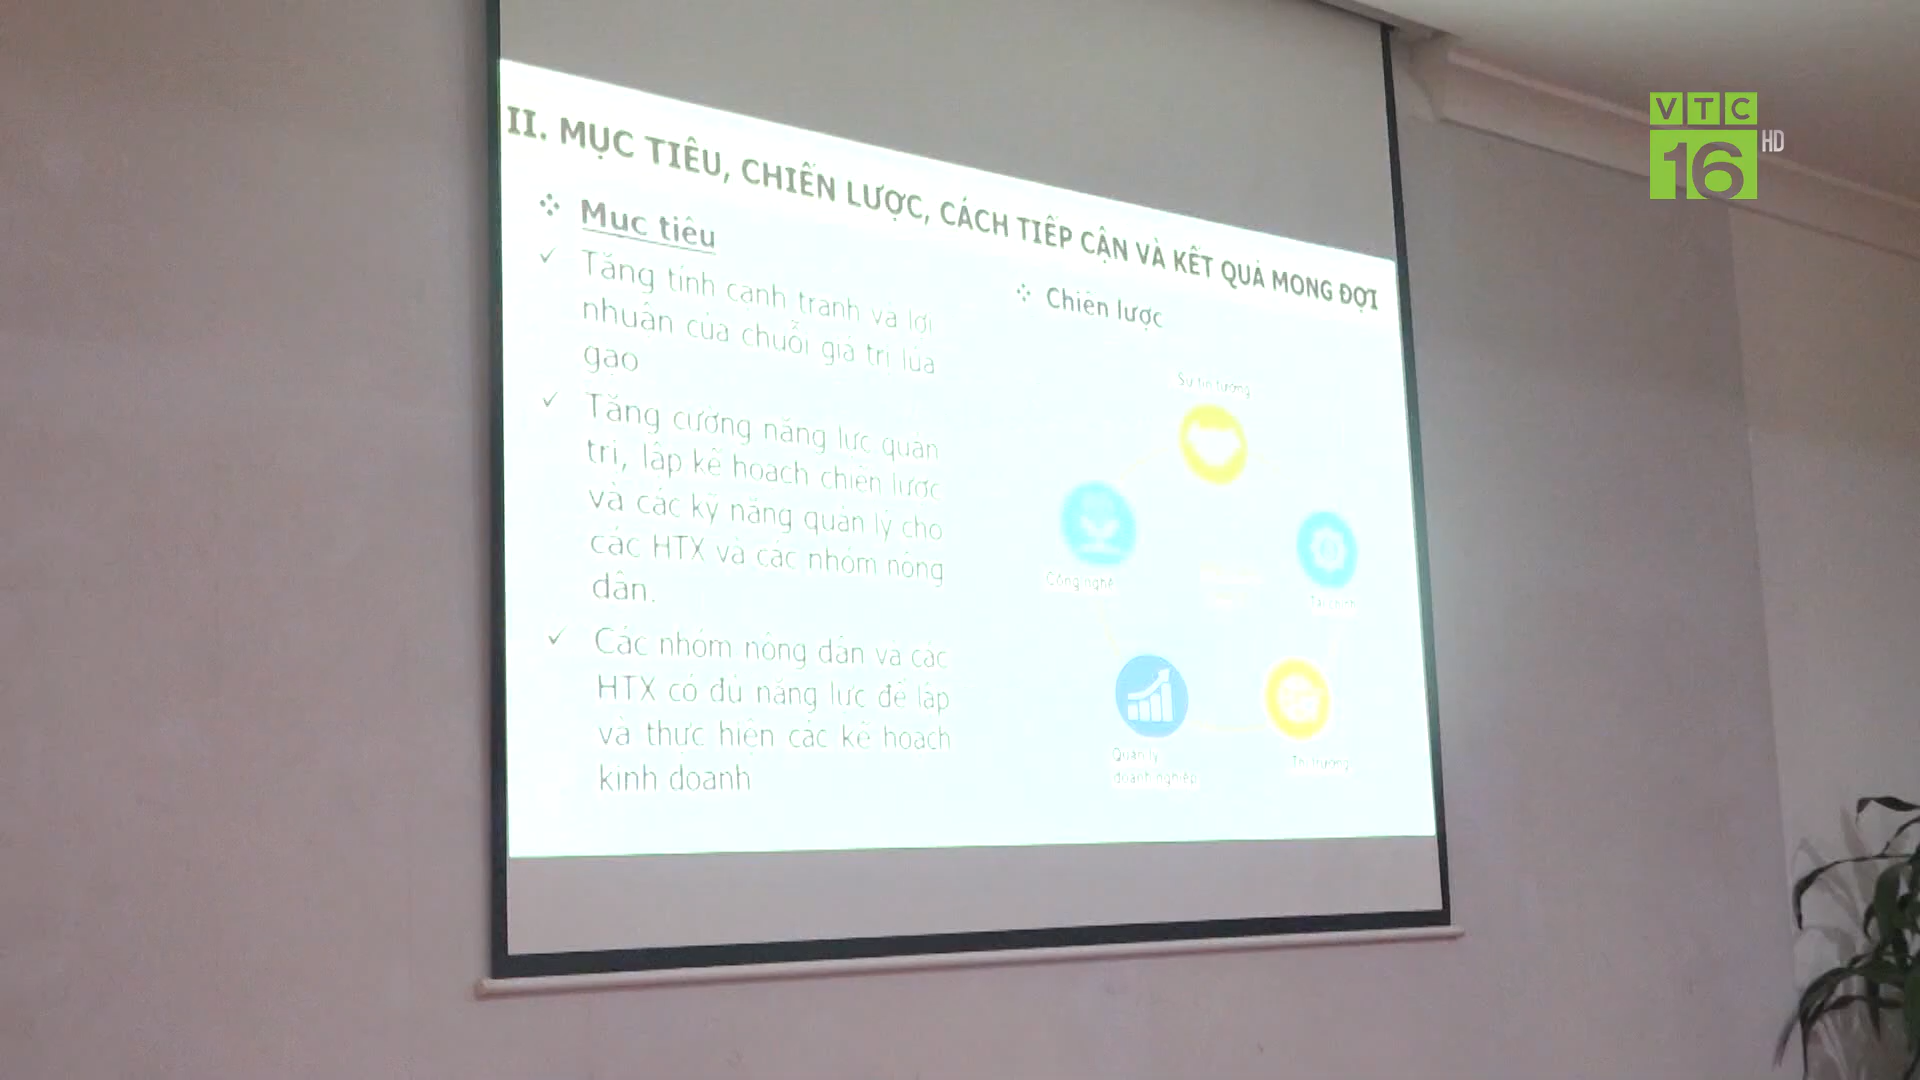 VTC
16 HD
II. MỤC TIÊU, CHIẾN LƯỢC, CÁCH TIẾP CẬN VÀ KẾT QUẢ MONG ĐỢI
Mục tiêu
Tăng tính cạnh tranh và lợi
nhuận của chuỗi giá trị lúa
gạo
Tăng cường năng lực quản
trị, lập kế hoạch chiến lược
và các kỹ năng quản lý cho
các HTX và các nhóm nông
dân.
Các nhóm nông dân và các
HTX có đủ năng lực để lập
và thực hiện các kế hoạch
kinh doanh
Chiến lược
Sự tin tưởng
Công nghệ
Tài chính
Quản lý
doanh nghiệp
Thị trường